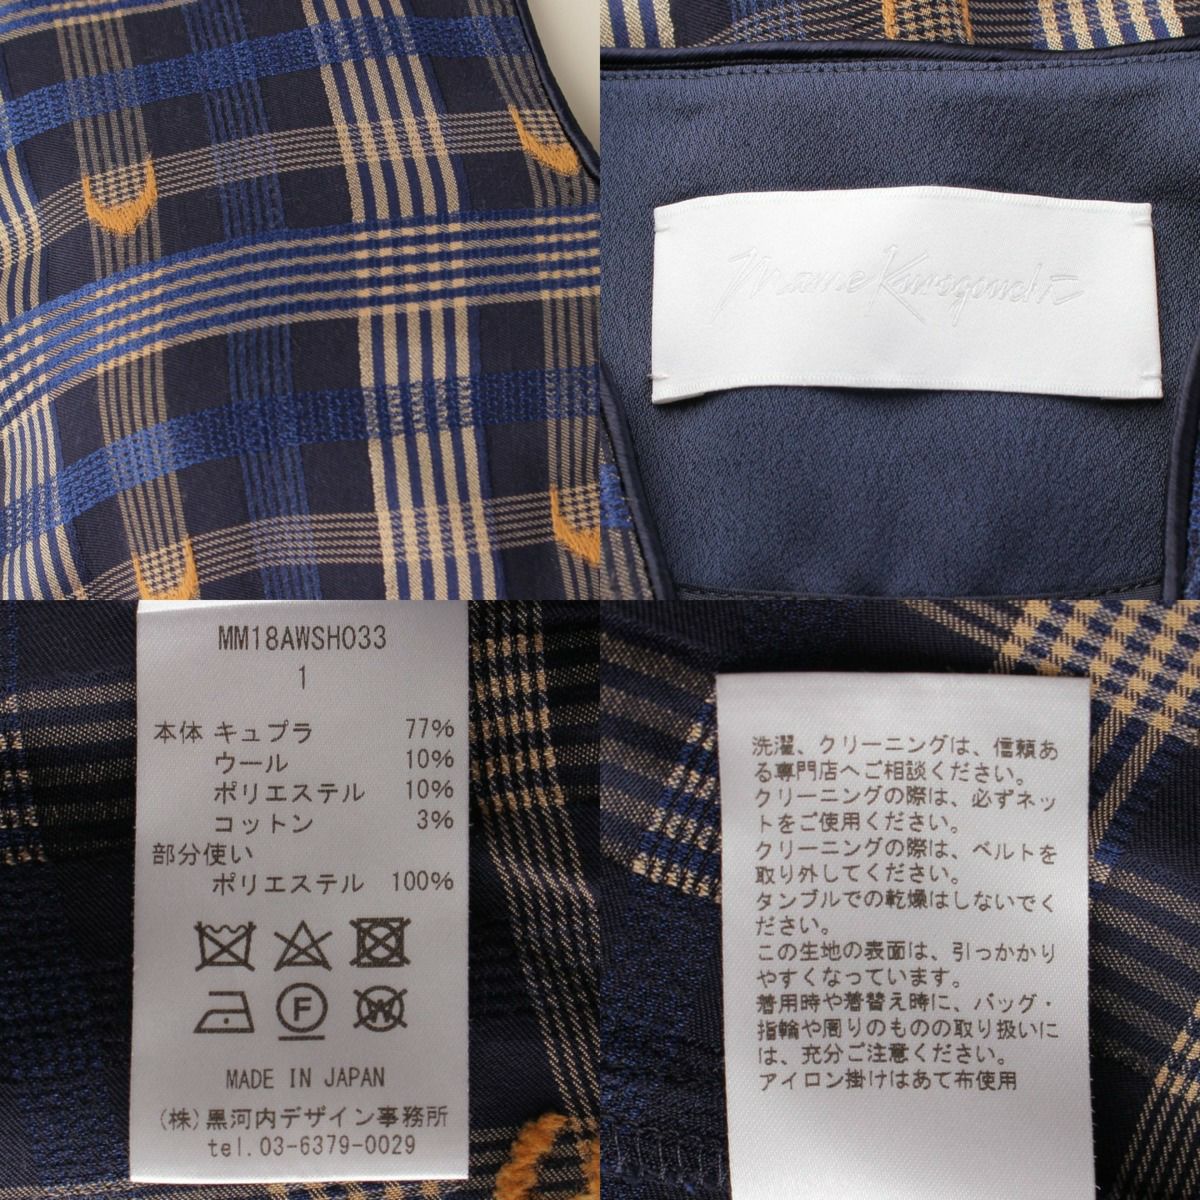 Mame Kurogouchi
MM18AWSH033
1
本体 キュプラ 77%
ウール 10%
ポリエステル 10%
コットン 3%
部分使い
ポリエステル 100%
F
W
MADE IN JAPAN
(株)黒河内デザイン事務所
tel.03-6379-0029
洗濯、クリーニングは、信頼あ
る専門店へご相談ください。
クリーニングの際は、必ずネッ
トをご使用ください。
クリーニングの際は、ベルトを
取り外してください。
タンブルでの乾燥はしないでく
ださい。
この生地の表面は、引っかかり
やすくなっています。
着用時や着替え時に、バッグ・
指輪や周りのものの取り扱いに
は、充分ご注意ください。
アイロン掛けはあて布使用